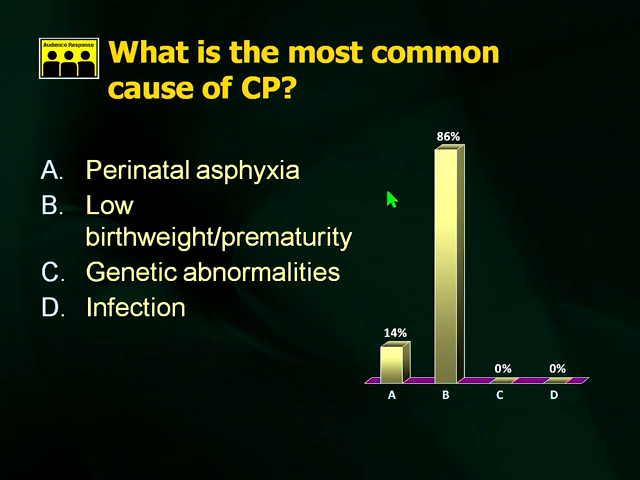 Audience Response
What is the most common
cause of CP?
A. Perinatal asphyxia
B. Low
birthweight/prematurity
C. Genetic abnormalities
D. Infection
86%
14%
0%
0%
A
B
C
D